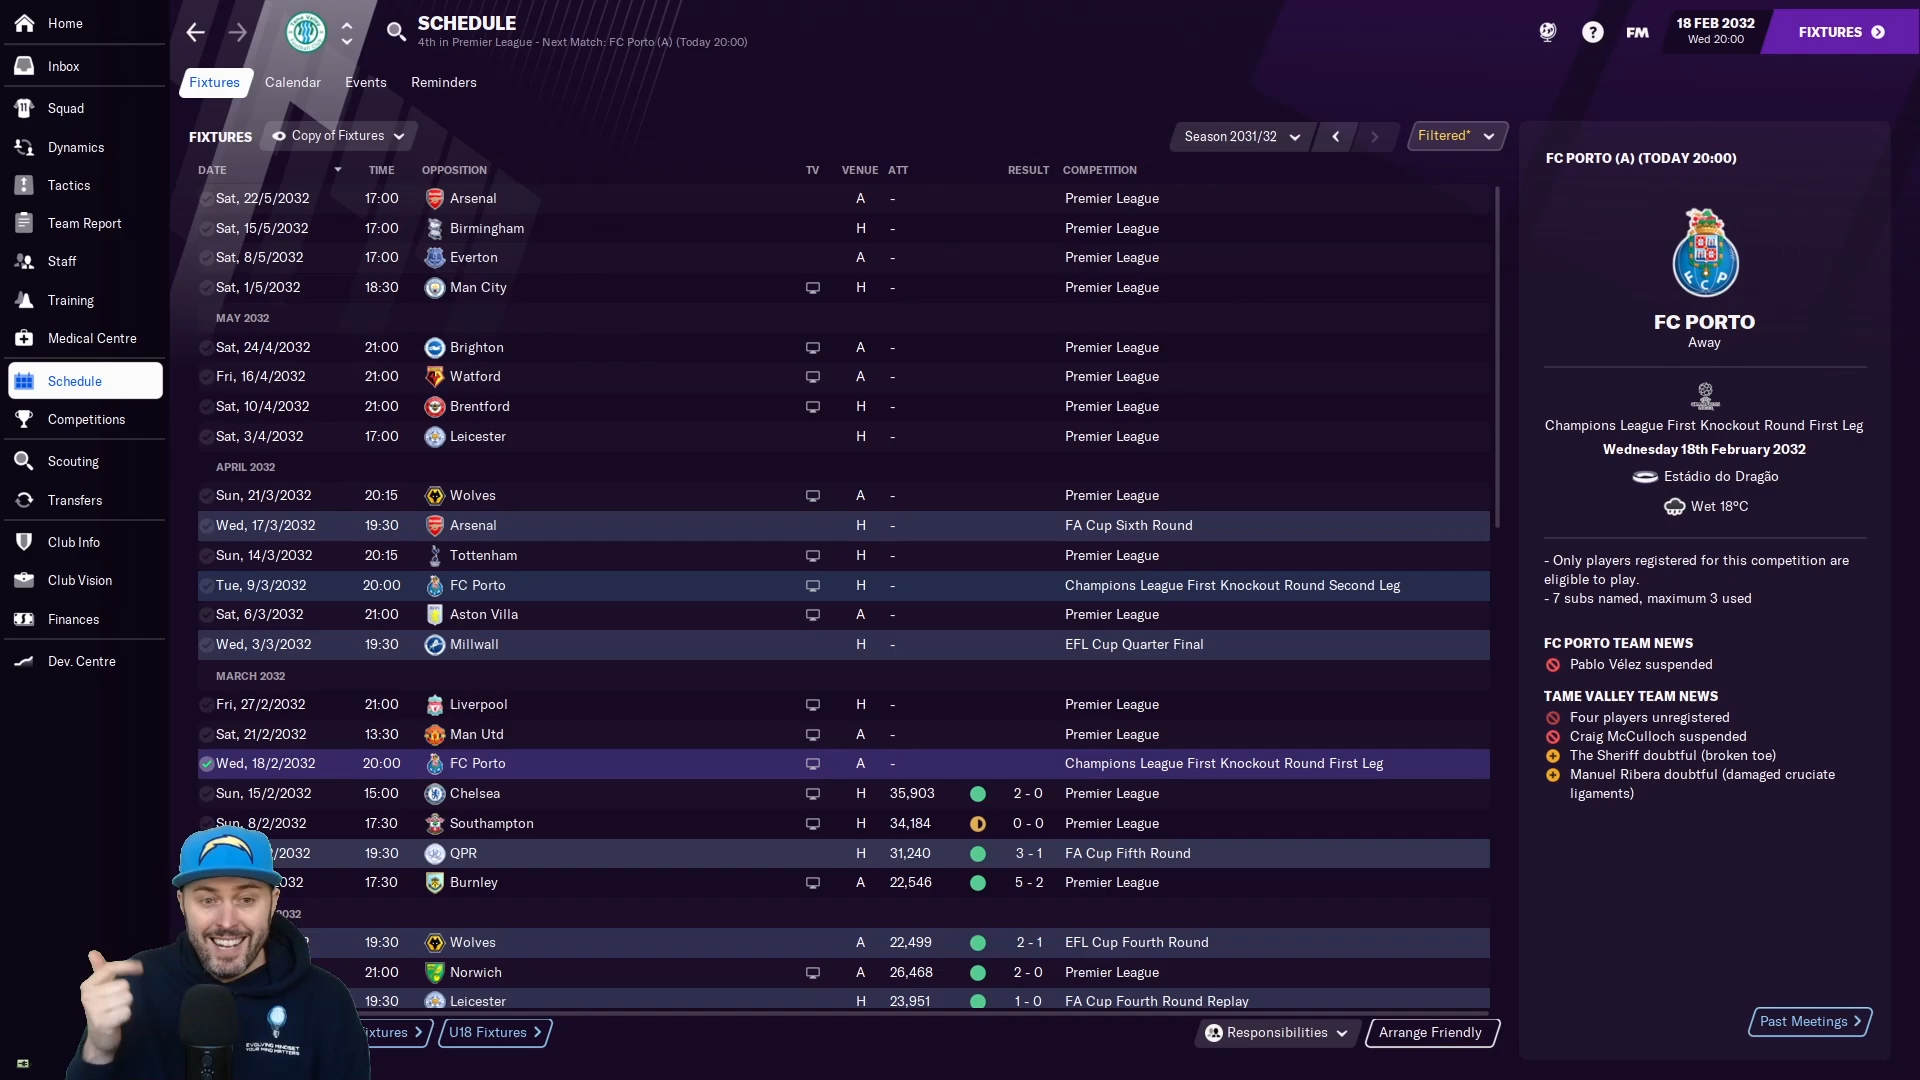 Home
Inbox
Squad
Dynamics
Tactics
Team Report
Staff
Training
Medical Centre
Schedule
Competitions
Scouting
Transfers
Club Info
Club Vision
Finances
Dev. Centre
SCHEDULE
4th in Premier League - Next Match: FC Porto (A) (Today 20:00)
FM
18 FEB 2032
Wed 20:00
FIXTURES
Fixtures Calendar Events Reminders
FIXTURES Copy of Fixtures Season 2031/32 Filtered*
DATE TIME OPPOSITION TV VENUE ATT RESULT COMPETITION
Sat, 22/5/2032 17:00 Arsenal A - Premier League
Sat, 15/5/2032 17:00 Birmingham H - Premier League
Sat, 8/5/2032 17:00 Everton A - Premier League
Sat, 1/5/2032 18:30 Man City H - Premier League
MAY 2032
Sat, 24/4/2032 21:00 Brighton A - Premier League
Fri, 16/4/2032 21:00 Watford A - Premier League
Sat, 10/4/2032 21:00 Brentford H - Premier League
Sat, 3/4/2032 17:00 Leicester H - Premier League
APRIL 2032
Sun, 21/3/2032 20:15 Wolves A - Premier League
Wed, 17/3/2032 19:30 Arsenal H - FA Cup Sixth Round
Sun, 14/3/2032 20:15 Tottenham H - Premier League
Tue, 9/3/2032 20:00 FC Porto H - Champions League First Knockout Round Second Leg
Sat, 6/3/2032 21:00 Aston Villa A - Premier League
Wed, 3/3/2032 19:30 Millwall H - EFL Cup Quarter Final
MARCH 2032
Fri, 27/2/2032 21:00 Liverpool H - Premier League
Sat, 21/2/2032 13:30 Man Utd A - Premier League
Wed, 18/2/2032 20:00 FC Porto A - Champions League First Knockout Round First Leg
Sun, 15/2/2032 15:00 Chelsea H 35,903 2 - 0 Premier League
Sun, 8/2/2032 17:30 Southampton H 34,184 0 - 0 Premier League
/2032 19:30 QPR H 31,240 3 - 1 FA Cup Fifth Round
032 17:30 Burnley A 22,546 5 - 2 Premier League
2032
19:30 Wolves A 22,499 2 - 1 EFL Cup Fourth Round
21:00 Norwich A 26,468 2 - 0 Premier League
19:30 Leicester H 23,951 1 - 0 FA Cup Fourth Round Replay
ixtures U18 Fixtures Responsibilities Arrange Friendly
EVOLVING MINDSET
YOUR MIND MATTERS
FC PORTO (A) (TODAY 20:00)
FCP
FC PORTO
Away
Champions League First Knockout Round First Leg
Wednesday 18th February 2032
Estádio do Dragão
Wet 18°C
- Only players registered for this competition are
eligible to play.
- 7 subs named, maximum 3 used
FC PORTO TEAM NEWS
Pablo Vélez suspended
TAME VALLEY TEAM NEWS
Four players unregistered
Craig McCulloch suspended
The Sheriff doubtful (broken toe)
Manuel Ribera doubtful (damaged cruciate
ligaments)
Past Meetings